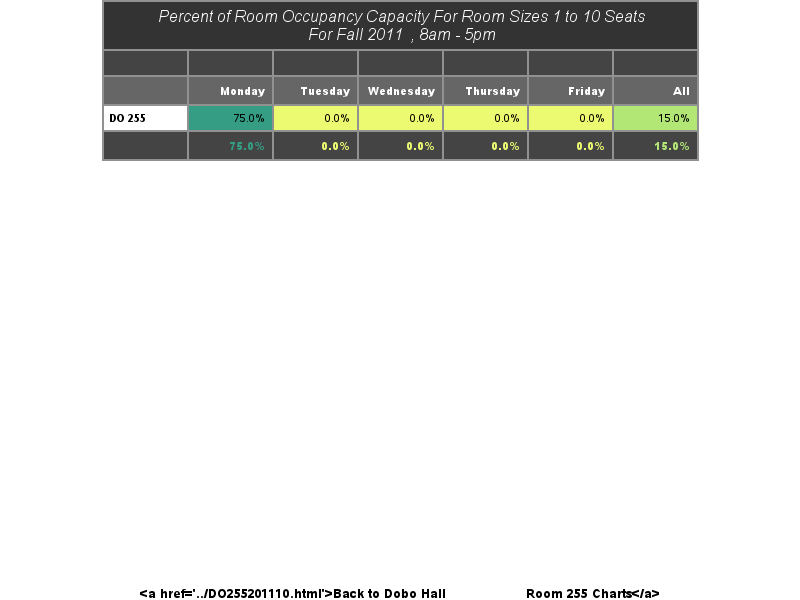 Percent of Room Occupancy Capacity For Room Sizes 1 to 10 Seats
For Fall 2011 , 8am - 5pm
Monday Tuesday Wednesday Thursday Friday All
DO 255 75.0% 0.0% 0.0% 0.0% 0.0% 15.0%
75.0% 0.0% 0.0% 0.0% 0.0% 15.0%
<a href='../DO255201110.html'>Back to Dobo Hall Room 255 Charts</a>